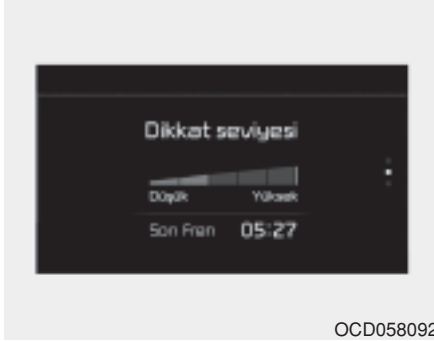 Dikkat seviyesi
Düşük Yüksek
Son Fren 05:27
OCD058092